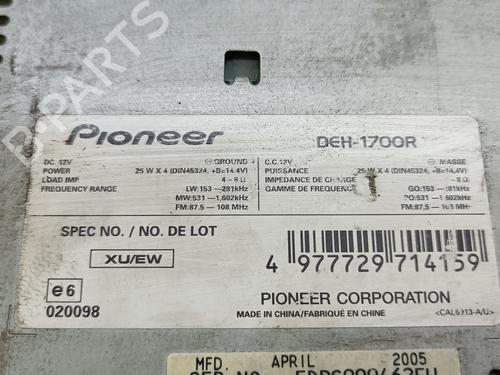 Pioneer DEH-1700R
DC. 12V ⊖ GROUND
POWER 25 W X 4 (DIN45324, +B=14.4V)
LOAD IMP. 4 – 8Ω
FREQUENCY RANGE LW:153 —281kHz
MW:531 –1,602kHz
FM:87.5 – 108 MHz
C.C.12V ⊖ MASSE
PUISSANCE 25 W X 4 (DIN45324, +B=14.4V)
IMPEDANCE DE CHARGE – 8Ω
GAMME DE FREQUENCE GO:153 —281kHz
PO:531 –1,602kHz
FM:87.5 – 108 MHz
SPEC NO. / NO. DE LOT
XU/EW
e6
020098
4 977729 714159
PIONEER CORPORATION
MADE IN CHINA/FABRIQUÉ EN CHINE
MFD. APRIL 2005
SER. NO.
B-PARTS